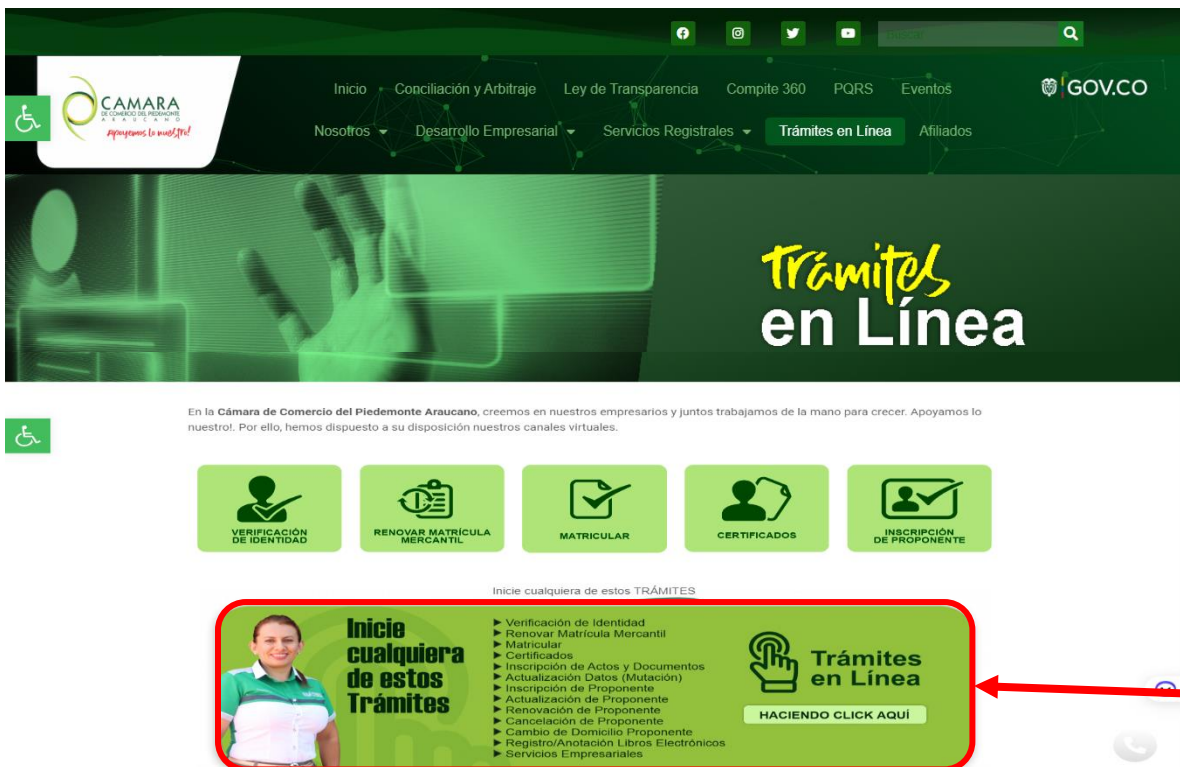 Buscar
CAMARA
DE COMERCIO DEL PIEDEMONTE
ARAUCANO
Apoyemos lo nuestro!
Inicio Conciliación y Arbitraje Ley de Transparencia Compite 360 PQRS Eventos
GOV.CO
Nosotros Desarrollo Empresarial Servicios Registrales Trámites en Línea Afiliados
Trámites
en Línea
En la Cámara de Comercio del Piedemonte Araucano, creemos en nuestros empresarios y juntos trabajamos de la mano para crecer. Apoyamos lo
nuestro!. Por ello, hemos dispuesto a su disposición nuestros canales virtuales.
VERIFICACIÓN
DE IDENTIDAD
RENOVAR MATRÍCULA
MERCANTIL
MATRICULAR
CERTIFICADOS
INSCRIPCIÓN
DE PROPONENTE
Inicie cualquiera de estos TRÁMITES
Inicie
cualquiera
de estos
Trámites
Verificación de Identidad
Renovar Matrícula Mercantil
Matricular
Certificados
Inscripción de Actos y Documentos
Actualización Datos (Mutación)
Inscripción de Proponente
Actualización de Proponente
Renovación de Proponente
Cancelación de Proponente
Cambio de Domicilio Proponente
Registro/Anotación Libros Electrónicos
Servicios Empresariales
Trámites
en Línea
HACIENDO CLICK AQUÍ